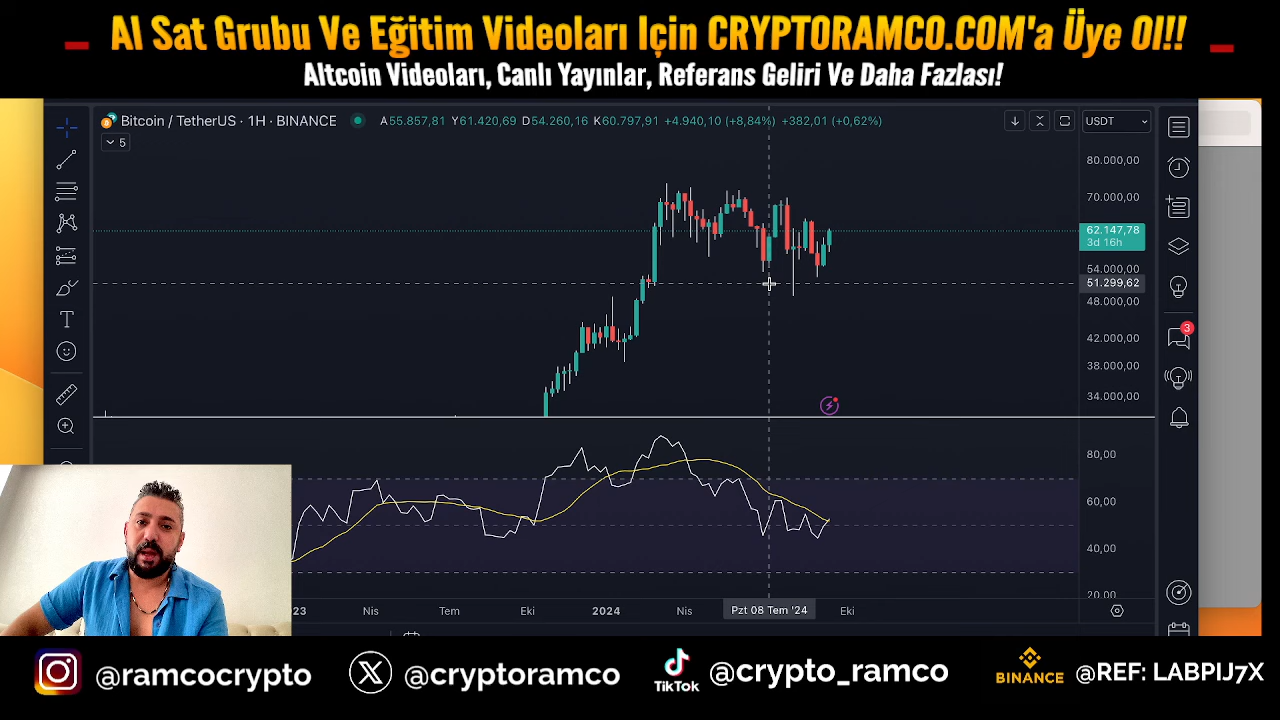 Al Sat Grubu Ve Eğitim Videoları Için CRYPTORAMCO.COM'a Üye Ol!!
Altcoin Videoları, Canlı Yayınlar, Referans Geliri Ve Daha Fazlası!
Bitcoin / TetherUS · 1H · BINANCE A55.857,81 Y61.420,69 D54.260,16 K60.797,91 +4.940,10 (+8,84%) +382,01 (+0,62%)
USDT
5
80.000,00
70.000,00
62.147,78
3d 16h
54.000,00
51.299,62
48.000,00
42.000,00
38.000,00
34.000,00
3
80,00
60,00
40,00
20,00
23 Nis Tem Eki 2024 Nis Pzt 08 Tem '24 Eki
@ramcocrypto
@cryptoramco
TikTok
@crypto_ramco
BINANCE
@REF: LABPIJ7X